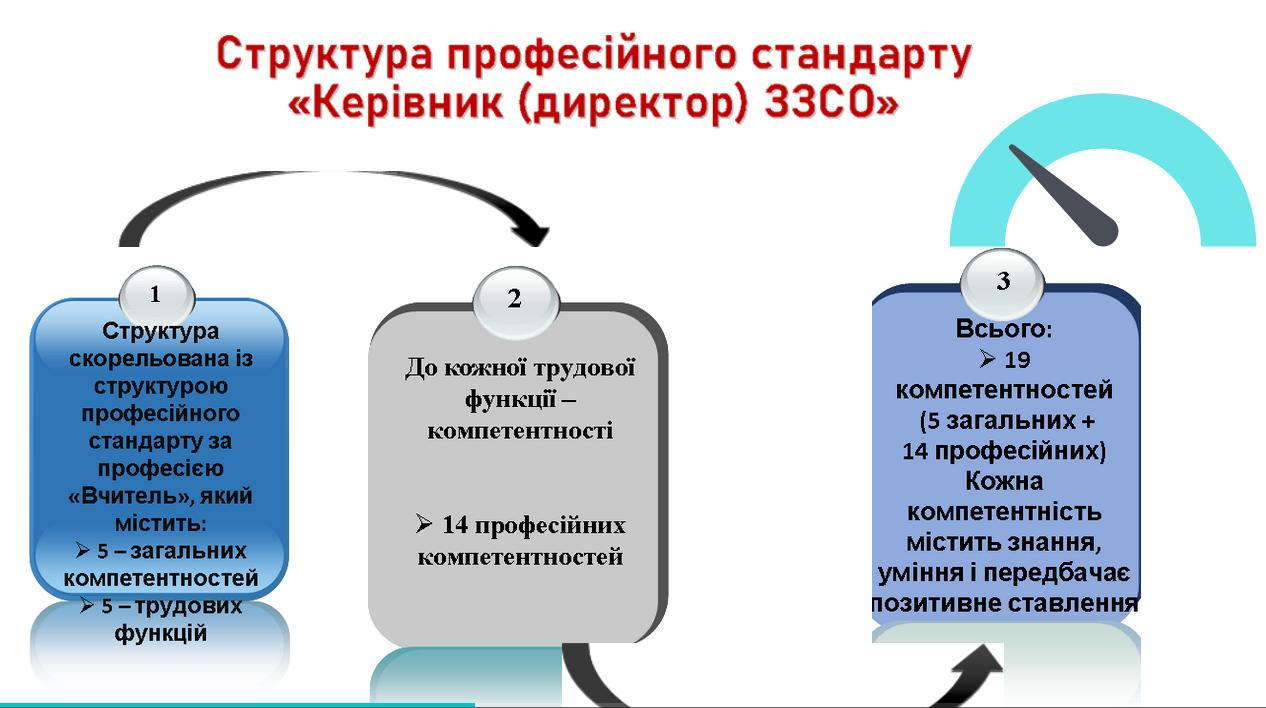 Структура професійного стандарту
«Керівник (директор) ЗЗСО»
1
Структура
скорельована із
структурою
професійного
стандарту за
професією
«Вчитель», який
містить:
➢ 5 – загальних
компетентностей
➢ 5 – трудових
функцій
2
До кожної трудової
функції –
компетентності
➢ 14 професійних
компетентностей
3
Всього:
➢ 19
компетентностей
(5 загальних +
14 професійних)
Кожна
компетентність
містить знання,
уміння і передбачає
позитивне ставлення